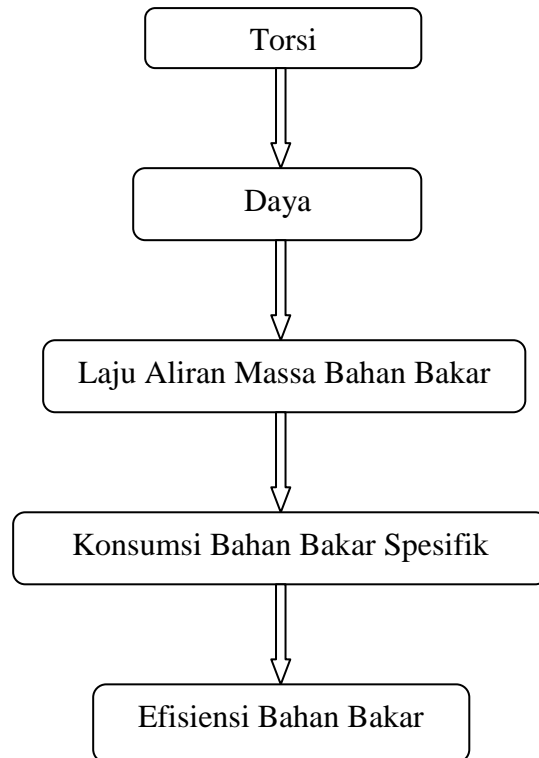 Torsi
Daya
Laju Aliran Massa Bahan Bakar
Konsumsi Bahan Bakar Spesifik
Efisiensi Bahan Bakar